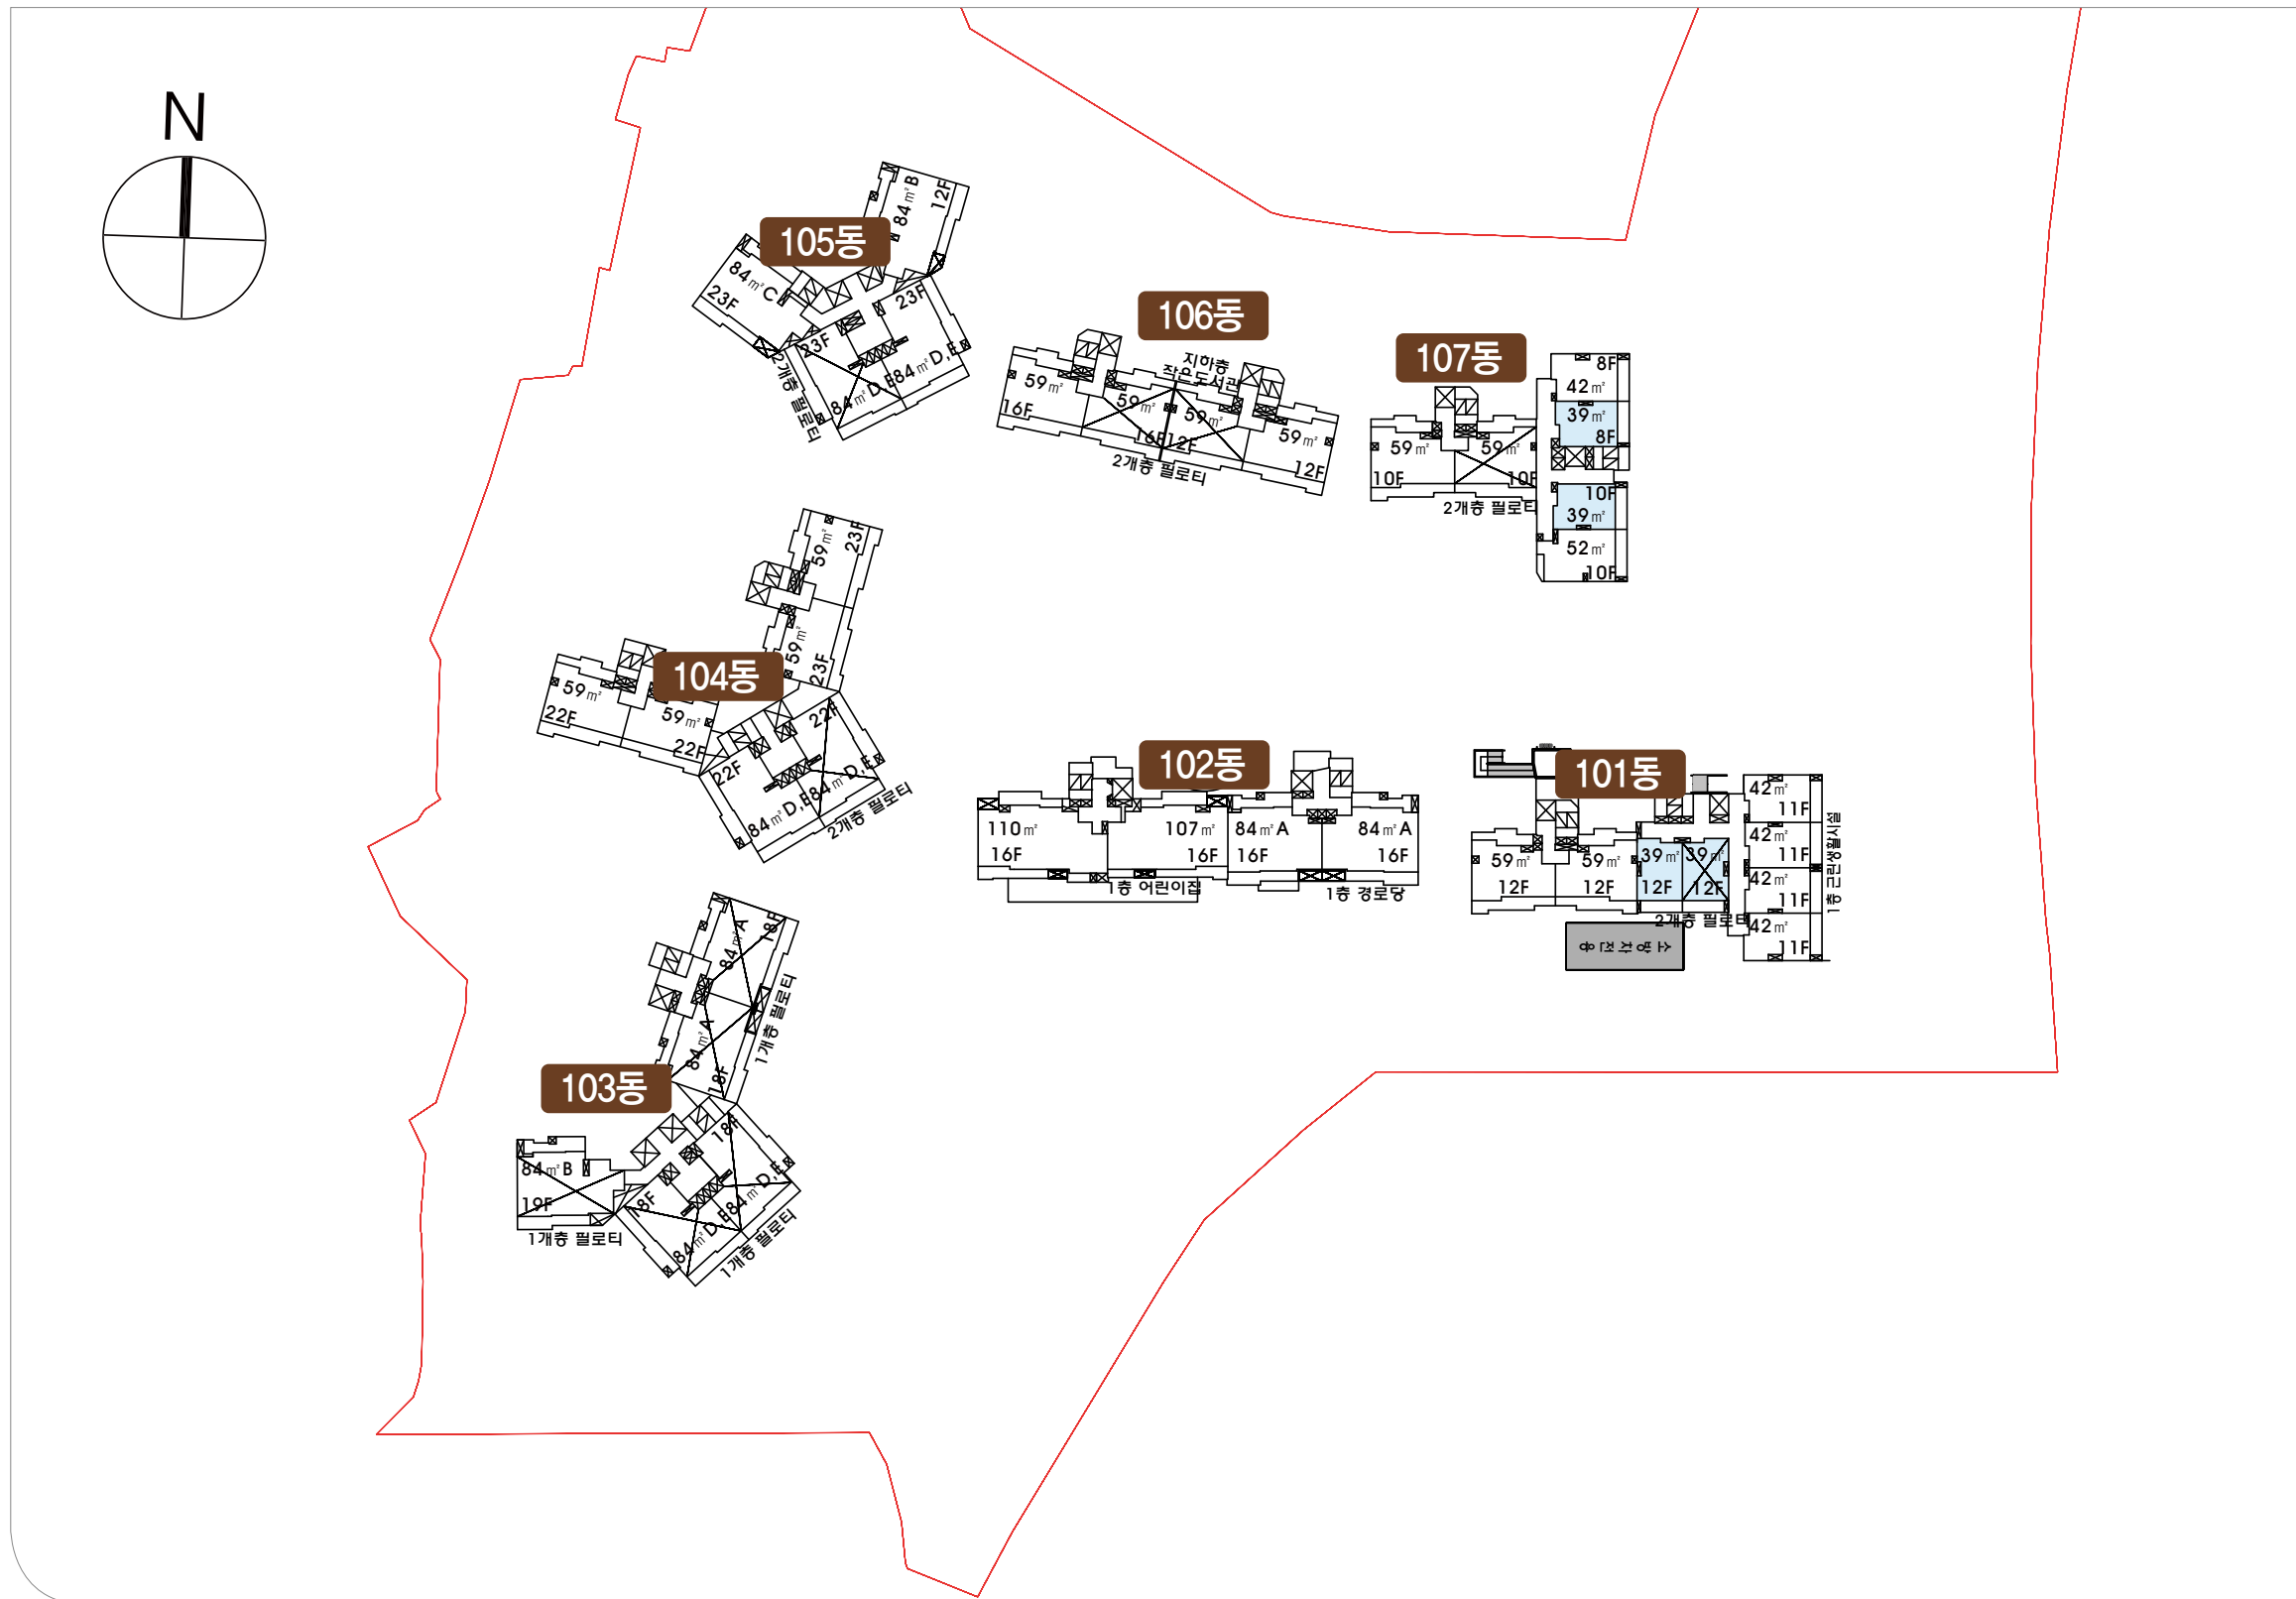 N
105동
84㎡B
12F
84㎡C
23F
23F
23F
84㎡D,E
84㎡D,E
2개층 필로티
106동
지하층
작은도서관
59㎡
16F
59㎡
16F
59㎡
12F
59㎡
12F
2개층 필로티
107동
59㎡
10F
59㎡
10F
2개층 필로티
8F
42㎡
39㎡
8F
10F
39㎡
52㎡
10F
104동
59㎡
23F
59㎡
23F
59㎡
22F
59㎡
22F
22F
22F
84㎡D,E
84㎡D,E
2개층 필로티
102동
110㎡
16F
107㎡
16F
84㎡A
16F
84㎡A
16F
1층 어린이집
1층 경로당
101동
59㎡
12F
59㎡
12F
39㎡
12F
39㎡
12F
2개층 필로티
42㎡
11F
42㎡
11F
42㎡
11F
42㎡
11F
1층 근린생활시설
소방차전용
103동
84㎡A
18F
84㎡A
18F
1개층 필로티
84㎡B
19F
1개층 필로티
18F
18F
84㎡D,E
84㎡D,E
1개층 필로티